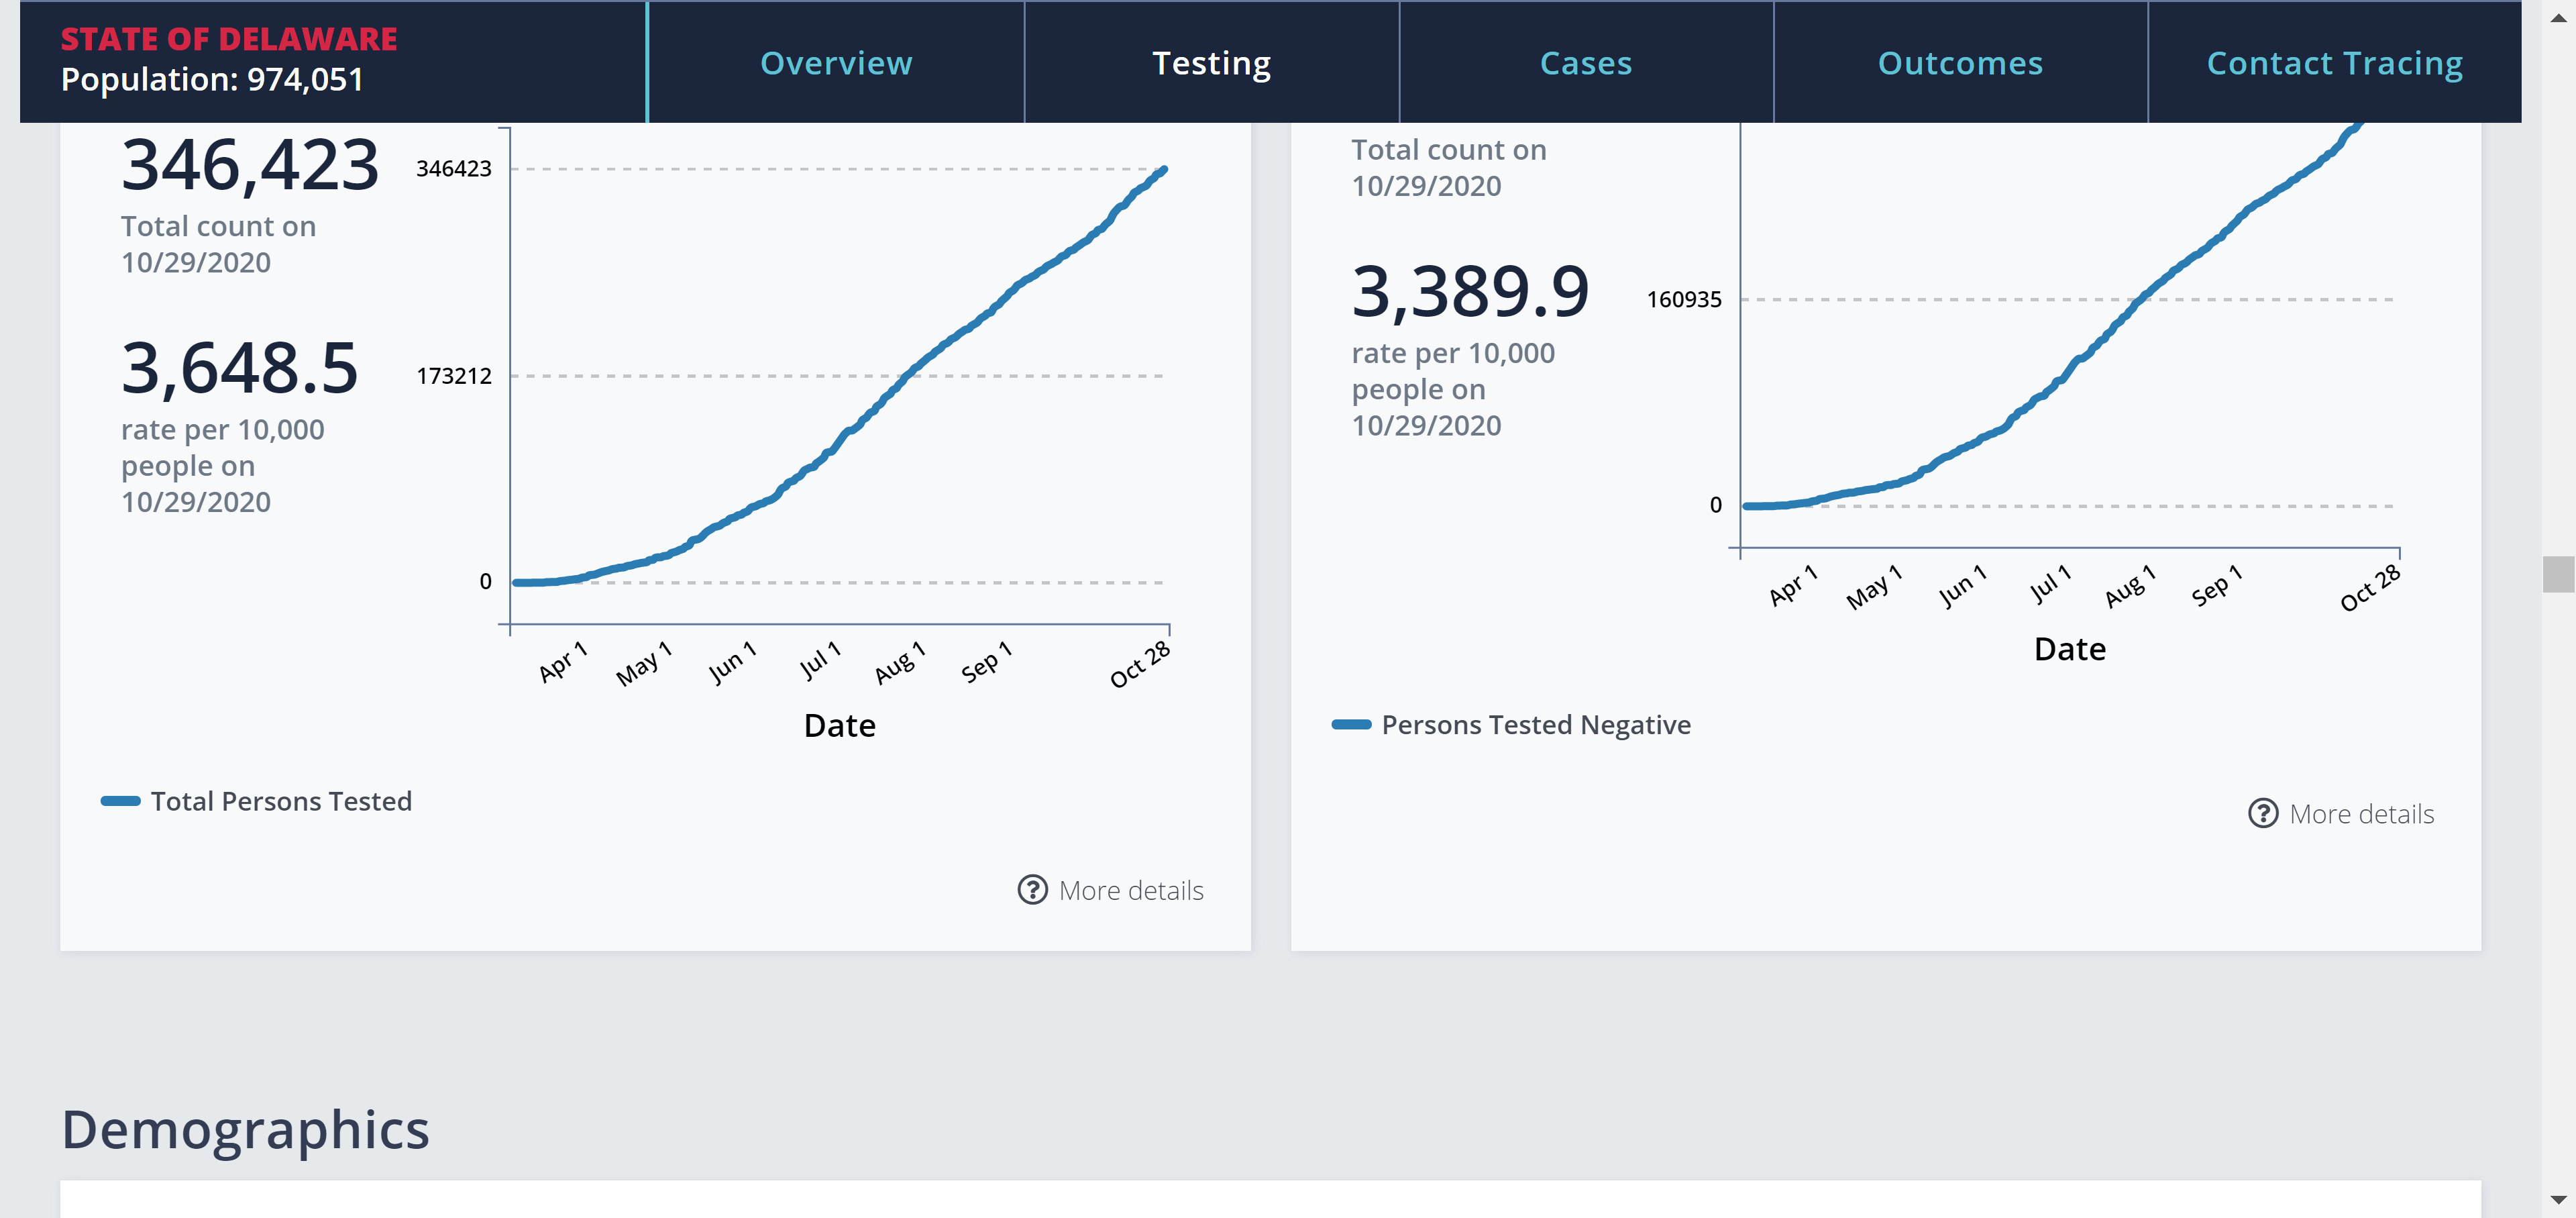 STATE OF DELAWARE
Population: 974,051
Overview
Testing
Cases
Outcomes
Contact Tracing
346,423
Total count on
10/29/2020
3,648.5
rate per 10,000
people on
10/29/2020
346423
173212
0
Apr 1
May 1
Jun 1
Jul 1
Aug 1
Sep 1
Oct 28
Date
Total Persons Tested
More details
Total count on
10/29/2020
3,389.9
rate per 10,000
people on
10/29/2020
160935
0
Apr 1
May 1
Jun 1
Jul 1
Aug 1
Sep 1
Oct 28
Date
Persons Tested Negative
More details
Demographics